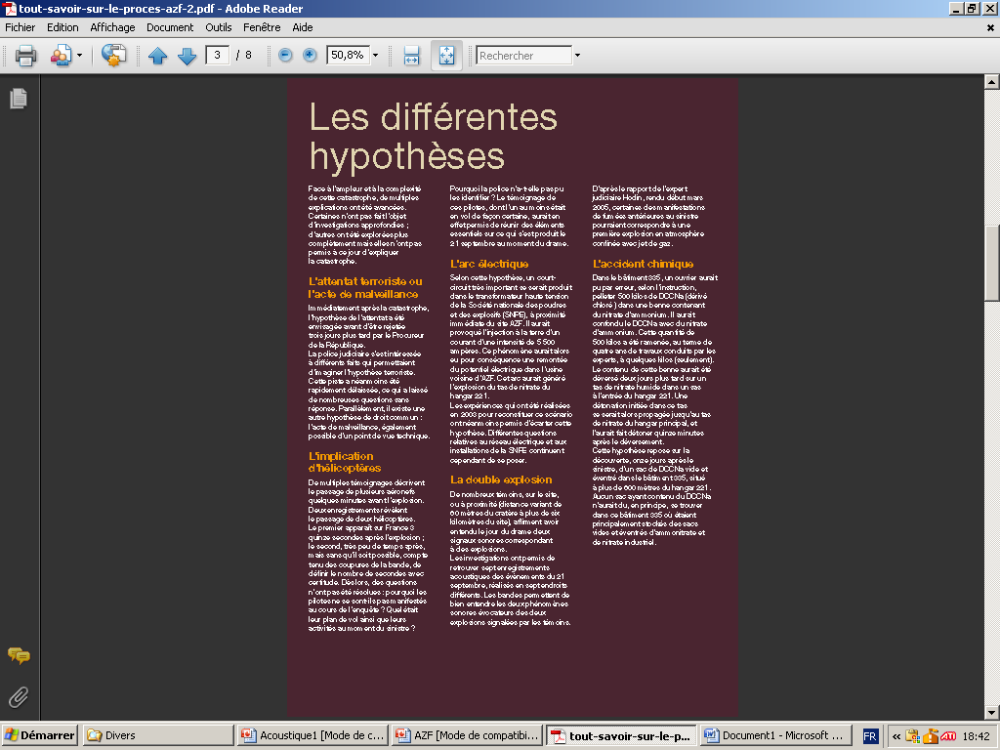 tout-savoir-sur-le-proces-azf-2.pdf - Adobe Reader
Fichier Edition Affichage Document Outils Fenêtre Aide
3 / 8 50,8% Rechercher
Les différentes
hypothèses
Face à l'ampleur et à la complexité
de cette catastrophe, de multiples
explications ont été avancées.
Certaines n'ont pas fait l'objet
d'investigations approfondies ;
d'autres ont été explorées plus
complètement mais elles n'ont pas
permis à ce jour d'expliquer
la catastrophe.
L'attentat terroriste ou
l'acte de malveillance
Immédiatement après la catastrophe,
l'hypothèse de l'attentat a été
envisagée avant d'être rejetée
trois jours plus tard par le Procureur
de la République.
La police judiciaire s'est intéressée
à différents faits qui permettaient
d'imaginer l'hypothèse terroriste.
Cette piste a néanmoins été
rapidement délaissée, ce qui a laissé
de nombreuses questions sans
réponse. Parallèlement, il existe une
autre hypothèse de droit commun :
l'acte de malveillance, également
possible d'un point de vue technique.
L'implication
d'hélicoptères
De multiples témoignages décrivent
le passage de plusieurs aéronefs
quelques minutes avant l'explosion.
Deux enregistrements révèlent
le passage de deux hélicoptères.
Le premier apparaît sur France 3
quinze secondes après l'explosion ;
le second, très peu de temps après,
mais sans qu'il soit possible, compte
tenu des coupures de la bande, de
définir le nombre de secondes avec
certitude. Dès lors, des questions
n'ont pas été résolues : pourquoi les
pilotes ne se sont-ils pas manifestés
au cours de l'enquête ? Quel était
leur plan de vol ainsi que leurs
activités au moment du sinistre ?
Pourquoi la police n'a-t-elle pas pu
les identifier ? Le témoignage de
ces pilotes, dont l'un au moins était
en vol de façon certaine, aurait en
effet permis de réunir des éléments
essentiels sur ce qui s'est produit le
21 septembre au moment du drame.
L'arc électrique
Selon cette hypothèse, un court-
circuit très important se serait produit
dans le transformateur haute tension
de la Société nationale des poudres
et des explosifs (SNPE), à proximité
immédiate du site AZF. Il aurait
provoqué l'injection à la terre d'un
courant d'une intensité de 5 500
ampères. Ce phénomène aurait alors
eu pour conséquence une remontée
du potentiel électrique dans l'usine
voisine d'AZF. Cet arc aurait généré
l'explosion du tas de nitrate du
hangar 221.
Les expériences qui ont été réalisées
en 2003 pour reconstituer ce scénario
ont néanmoins permis d'écarter cette
hypothèse. Différentes questions
relatives au réseau électrique et aux
installations de la SNPE continuent
cependant de se poser.
La double explosion
De nombreux témoins, sur le site,
ou à proximité (distance variant de
60 mètres du cratère à plus de six
kilomètres du site), affirment avoir
entendu le jour du drame deux
signaux sonores correspondant
à des explosions.
Les investigations ont permis de
retrouver sept enregistrements
acoustiques des événements du 21
septembre, réalisés en sept endroits
différents. Les bandes permettent de
bien entendre les deux phénomènes
sonores évocateurs des deux
explosions signalées par les témoins.
D'après le rapport de l'expert
judiciaire Hodin, rendu début mars
2005, certaines des manifestations
de fumées antérieures au sinistre
pourraient correspondre à une
première explosion en atmosphère
confinée avec jet de gaz.
L'accident chimique
Dans le bâtiment 335, un ouvrier aurait
pu par erreur, selon l'instruction,
pelleter 500 kilos de DCCNa (dérivé
chloré) dans une benne contenant
du nitrate d'ammonium. Il aurait
confondu le DCCNa avec du nitrate
d'ammonium. Cette quantité de
500 kilos a été ramenée, au terme de
quatre ans de travaux conduits par les
experts, à quelques kilos (seulement).
Le contenu de cette benne aurait été
déversé deux jours plus tard sur un
tas de nitrate humide dans un sas
à l'entrée du hangar 221. Une
détonation initiée dans ce tas
se serait alors propagée jusqu'au tas
de nitrate du hangar principal, et
l'aurait fait détoner quinze minutes
après le déversement.
Cette hypothèse repose sur la
découverte, onze jours après le
sinistre, d'un sac de DCCNa vide et
éventré dans le bâtiment 335, situé
à plus de 600 mètres du hangar 221.
Aucun sac ayant contenu du DCCNa
n'aurait du, en principe, se trouver
dans ce bâtiment 335 où étaient
principalement stockés des sacs
vides et éventrés d'ammonitrate et
de nitrate industriel.
Démarrer Divers Acoustique1 [Mode de c... AZF [Mode de compatibi... tout-savoir-sur-le-p... Document1 - Microsoft ... FR 18:42